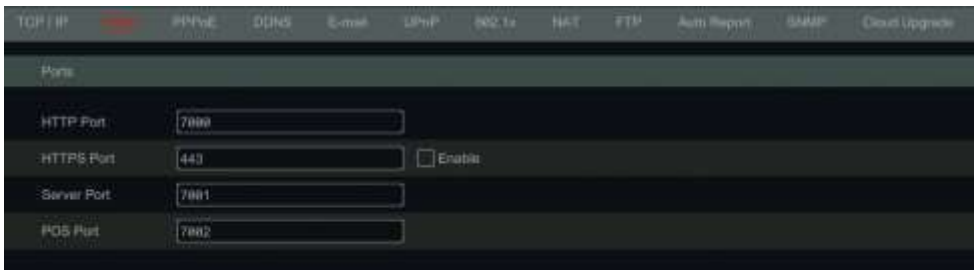 TCP / IP PPPoE DDNS E-mail UPnP 802.1x NAT FTP Auto Report SNMP Cloud Upgrade
Ports
HTTP Port 7000
HTTPS Port 443 Enable
Server Port 7001
POS Port 7002